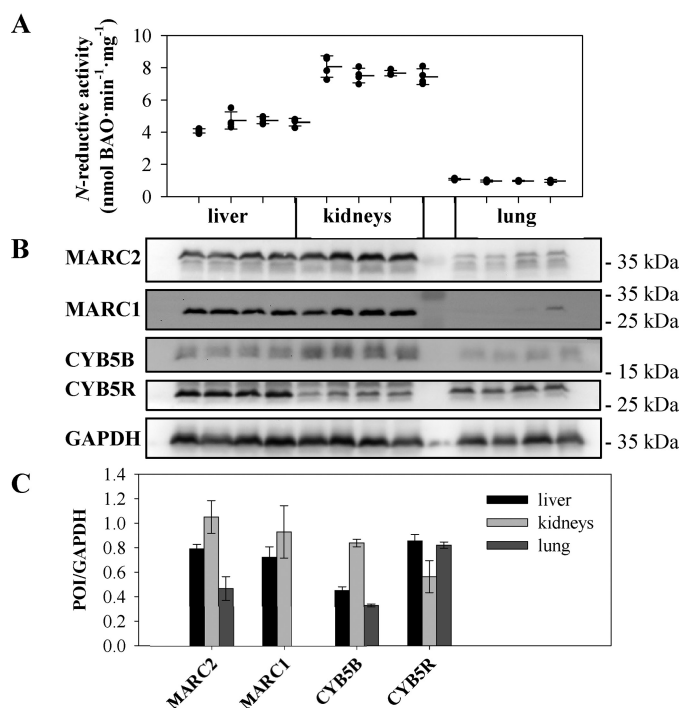 A
N-reductive activity
(nmol BAO·min⁻¹·mg⁻¹)
10
8
6
4
2
0
liver
kidneys
lung
B
MARC2
- 35 kDa
MARC1
- 35 kDa
- 25 kDa
CYB5B
- 15 kDa
CYB5R
- 25 kDa
GAPDH
- 35 kDa
C
POI/GAPDH
1.4
1.2
1.0
0.8
0.6
0.4
0.2
0.0
liver
kidneys
lung
MARC2
MARC1
CYB5B
CYB5R